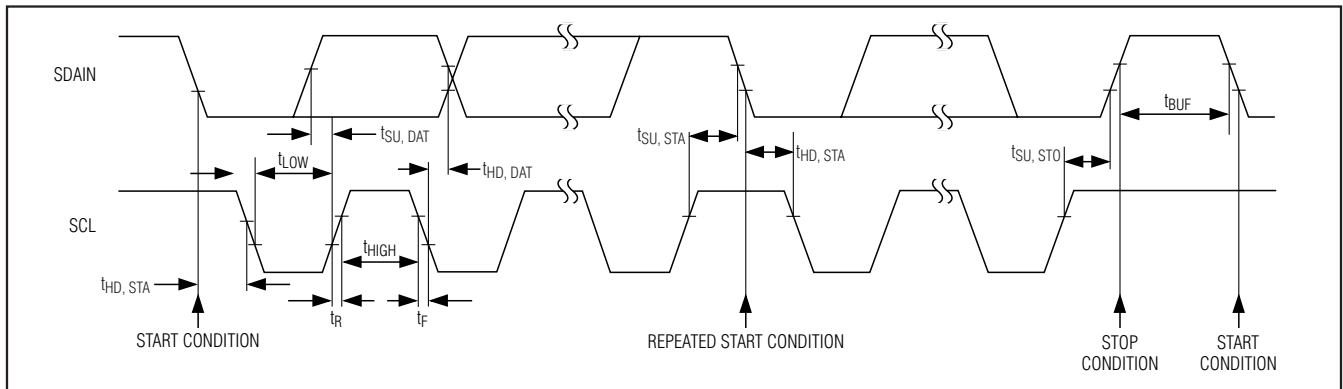 SDAIN
tBUF
tSU, DAT
tSU, STA
tHD, STA
tSU, STO
tLOW
tHD, DAT
SCL
tHIGH
tHD, STA
tR
tF
START CONDITION
REPEATED START CONDITION
STOP
CONDITION
START
CONDITION